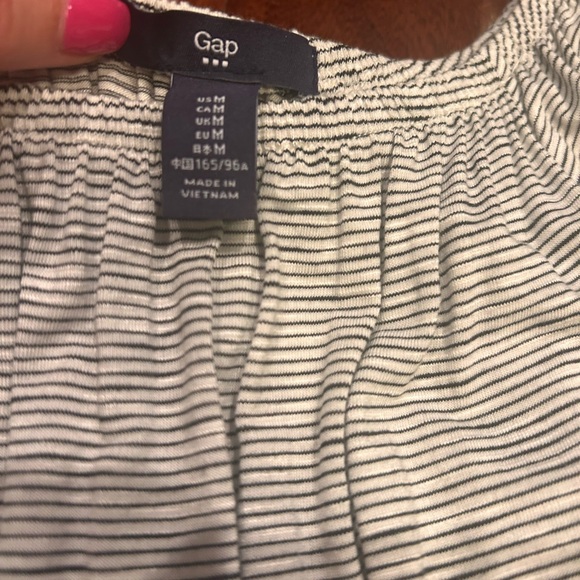 Gap
US M
CA M
UK M
EU M
日本 M
中国 165/96A
MADE IN
VIETNAM